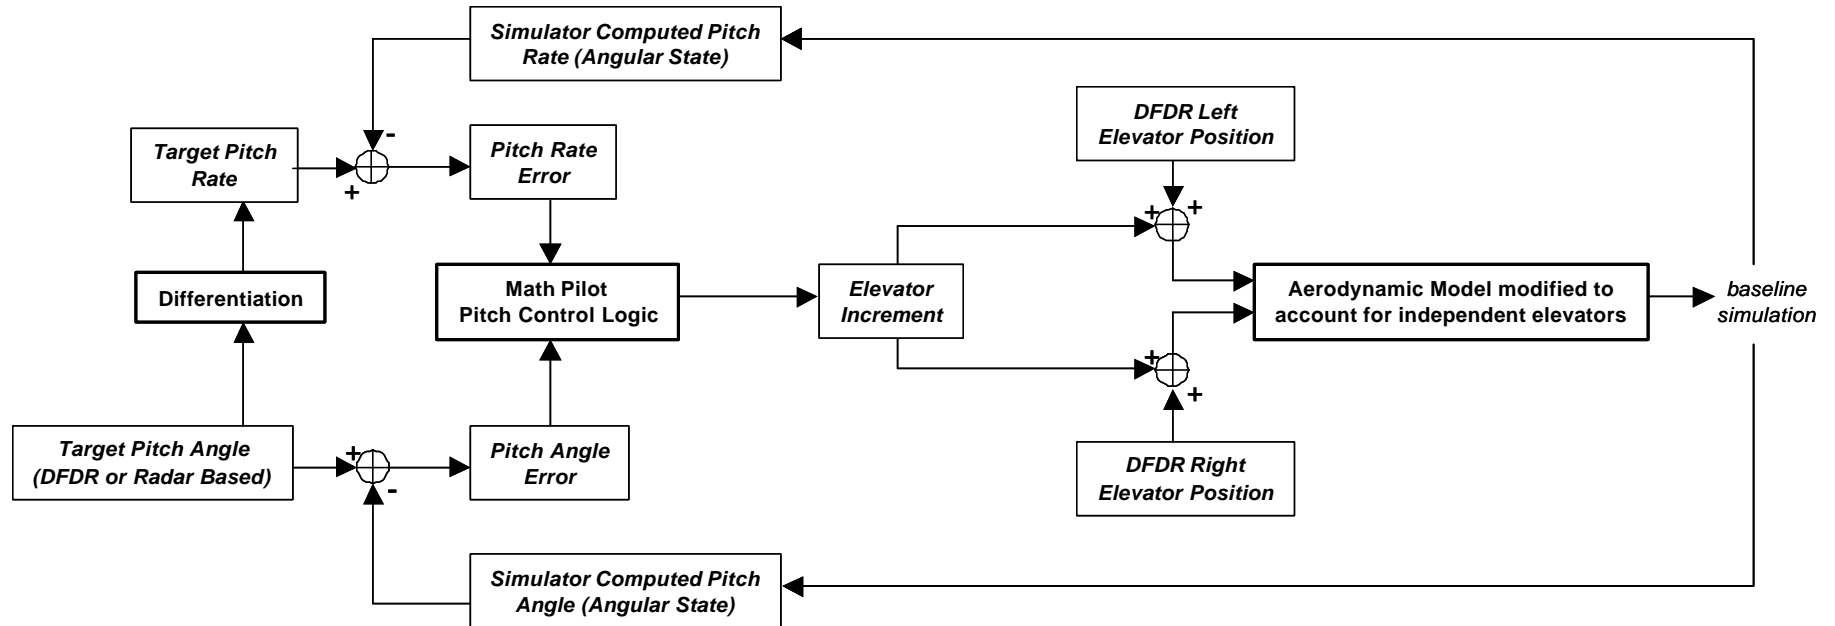 Simulator Computed Pitch
Rate (Angular State)
DFDR Left
Elevator Position
-
Target Pitch
Rate
+
Pitch Rate
Error
+
+
Differentiation
Math Pilot
Pitch Control Logic
Elevator
Increment
Aerodynamic Model modified to
account for independent elevators
baseline
simulation
+
+
Target Pitch Angle
(DFDR or Radar Based)
+
-
Pitch Angle
Error
DFDR Right
Elevator Position
Simulator Computed Pitch
Angle (Angular State)